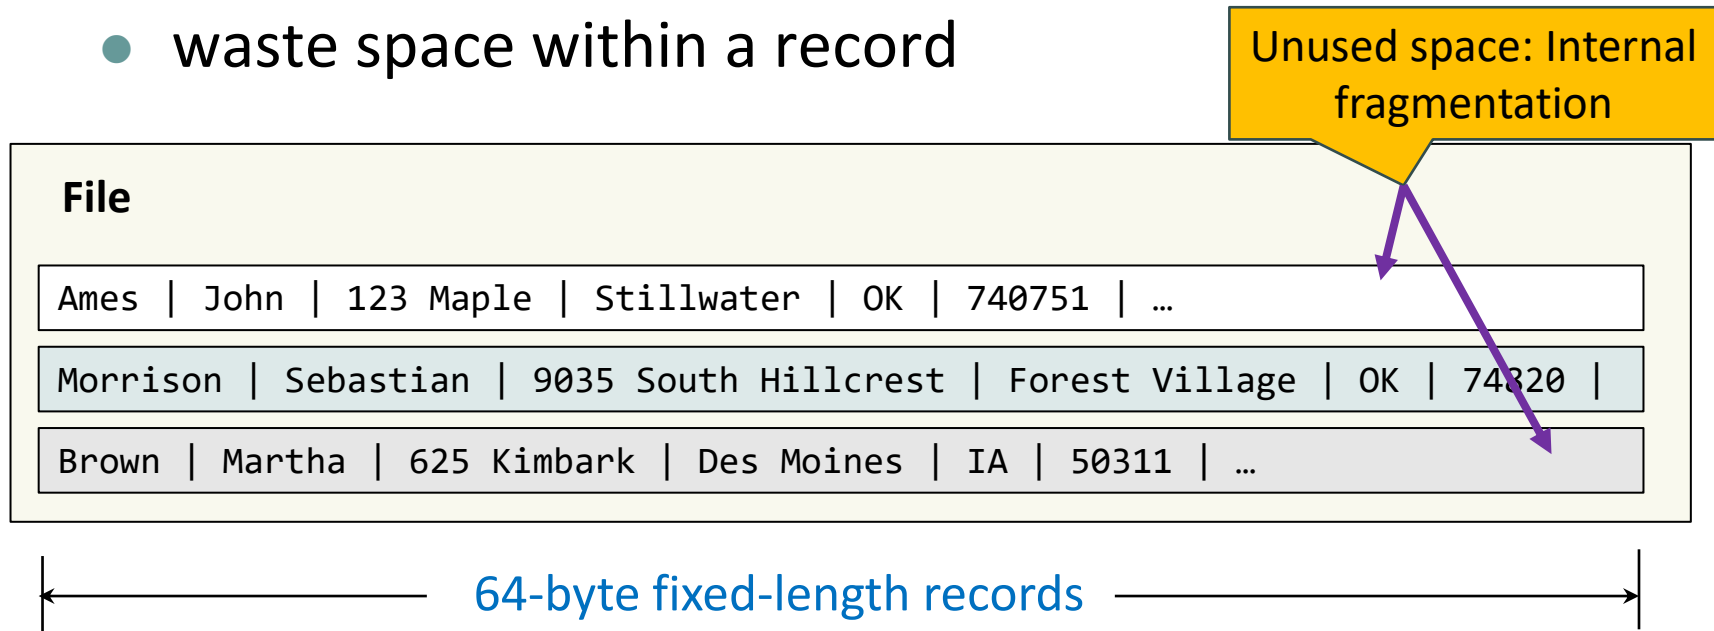 ● waste space within a record
Unused space: Internal
fragmentation
File
Ames | John | 123 Maple | Stillwater | OK | 740751 | …
Morrison | Sebastian | 9035 South Hillcrest | Forest Village | OK | 74820 |
Brown | Martha | 625 Kimbark | Des Moines | IA | 50311 | …
64-byte fixed-length records